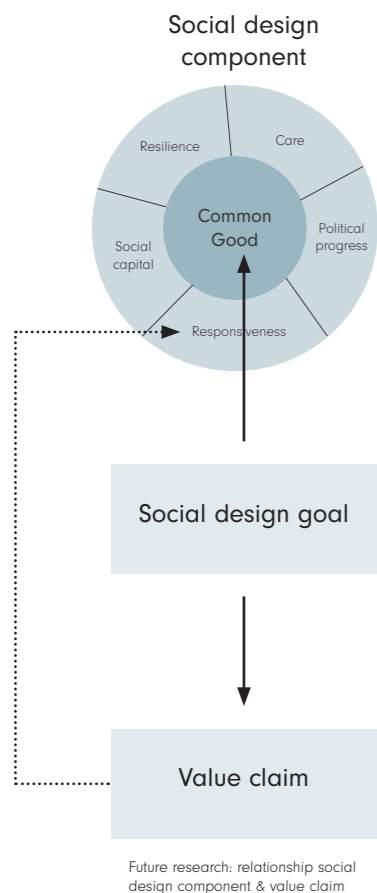 Social design
component
Resilience
Care
Common
Good
Political
progress
Social
capital
Responsiveness
Social design goal
Value claim
Future research: relationship social
design component & value claim